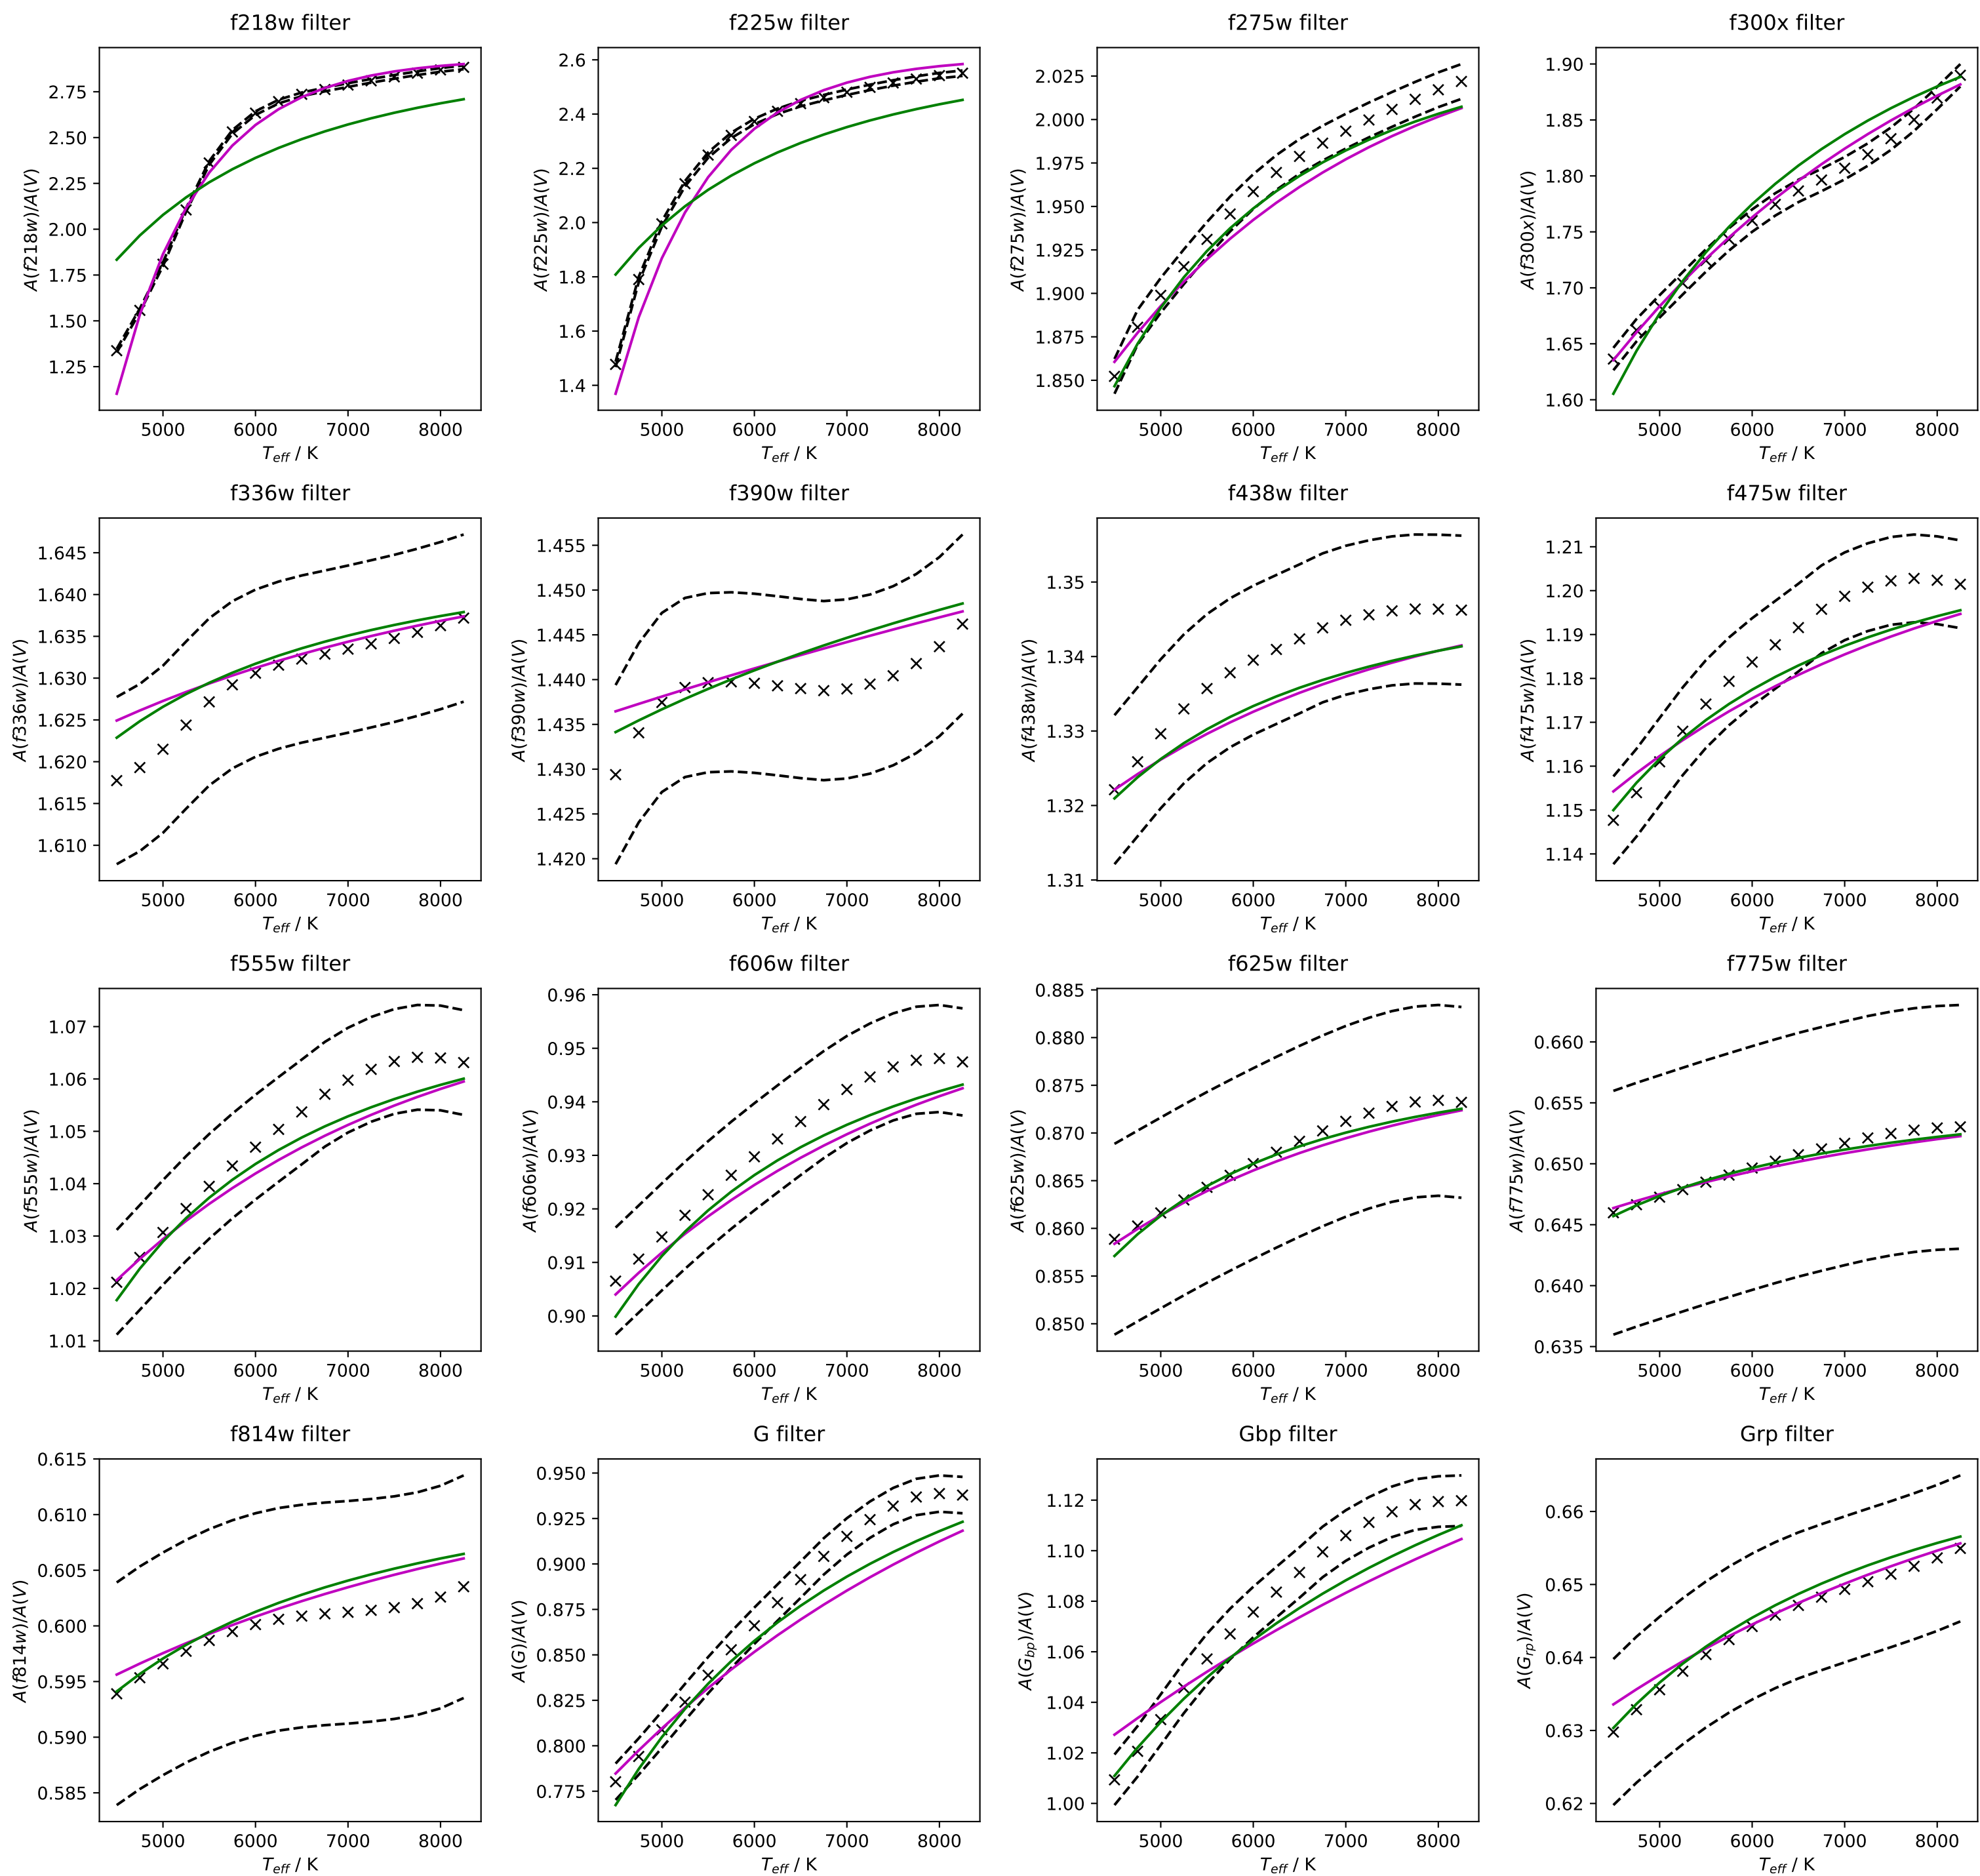 f218w filter
A(f218w)/A(V)
2.75
2.50
2.25
2.00
1.75
1.50
1.25
5000 6000 7000 8000
T_eff / K
f225w filter
A(f225w)/A(V)
2.6
2.4
2.2
2.0
1.8
1.6
1.4
5000 6000 7000 8000
T_eff / K
f275w filter
A(f275w)/A(V)
2.025
2.000
1.975
1.950
1.925
1.900
1.875
1.850
5000 6000 7000 8000
T_eff / K
f300x filter
A(f300x)/A(V)
1.90
1.85
1.80
1.75
1.70
1.65
1.60
5000 6000 7000 8000
T_eff / K
f336w filter
A(f336w)/A(V)
1.645
1.640
1.635
1.630
1.625
1.620
1.615
1.610
5000 6000 7000 8000
T_eff / K
f390w filter
A(f390w)/A(V)
1.455
1.450
1.445
1.440
1.435
1.430
1.425
1.420
5000 6000 7000 8000
T_eff / K
f438w filter
A(f438w)/A(V)
1.35
1.34
1.33
1.32
1.31
5000 6000 7000 8000
T_eff / K
f475w filter
A(f475w)/A(V)
1.21
1.20
1.19
1.18
1.17
1.16
1.15
1.14
5000 6000 7000 8000
T_eff / K
f555w filter
A(f555w)/A(V)
1.07
1.06
1.05
1.04
1.03
1.02
1.01
5000 6000 7000 8000
T_eff / K
f606w filter
A(f606w)/A(V)
0.96
0.95
0.94
0.93
0.92
0.91
0.90
5000 6000 7000 8000
T_eff / K
f625w filter
A(f625w)/A(V)
0.885
0.880
0.875
0.870
0.865
0.860
0.855
0.850
5000 6000 7000 8000
T_eff / K
f775w filter
A(f775w)/A(V)
0.660
0.655
0.650
0.645
0.640
0.635
5000 6000 7000 8000
T_eff / K
f814w filter
A(f814w)/A(V)
0.615
0.610
0.605
0.600
0.595
0.590
0.585
5000 6000 7000 8000
T_eff / K
G filter
A(G)/A(V)
0.950
0.925
0.900
0.875
0.850
0.825
0.800
0.775
5000 6000 7000 8000
T_eff / K
Gbp filter
A(G_bp)/A(V)
1.12
1.10
1.08
1.06
1.04
1.02
1.00
5000 6000 7000 8000
T_eff / K
Grp filter
A(G_rp)/A(V)
0.66
0.65
0.64
0.63
0.62
5000 6000 7000 8000
T_eff / K